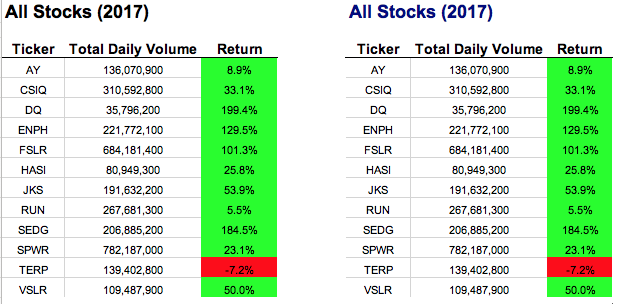 All Stocks (2017)
Ticker Total Daily Volume Return
AY 136,070,900 8.9%
CSIQ 310,592,800 33.1%
DQ 35,796,200 199.4%
ENPH 221,772,100 129.5%
FSLR 684,181,400 101.3%
HASI 80,949,300 25.8%
JKS 191,632,200 53.9%
RUN 267,681,300 5.5%
SEDG 206,885,200 184.5%
SPWR 782,187,000 23.1%
TERP 139,402,800 -7.2%
VSLR 109,487,900 50.0%
All Stocks (2017)
Ticker Total Daily Volume Return
AY 136,070,900 8.9%
CSIQ 310,592,800 33.1%
DQ 35,796,200 199.4%
ENPH 221,772,100 129.5%
FSLR 684,181,400 101.3%
HASI 80,949,300 25.8%
JKS 191,632,200 53.9%
RUN 267,681,300 5.5%
SEDG 206,885,200 184.5%
SPWR 782,187,000 23.1%
TERP 139,402,800 -7.2%
VSLR 109,487,900 50.0%